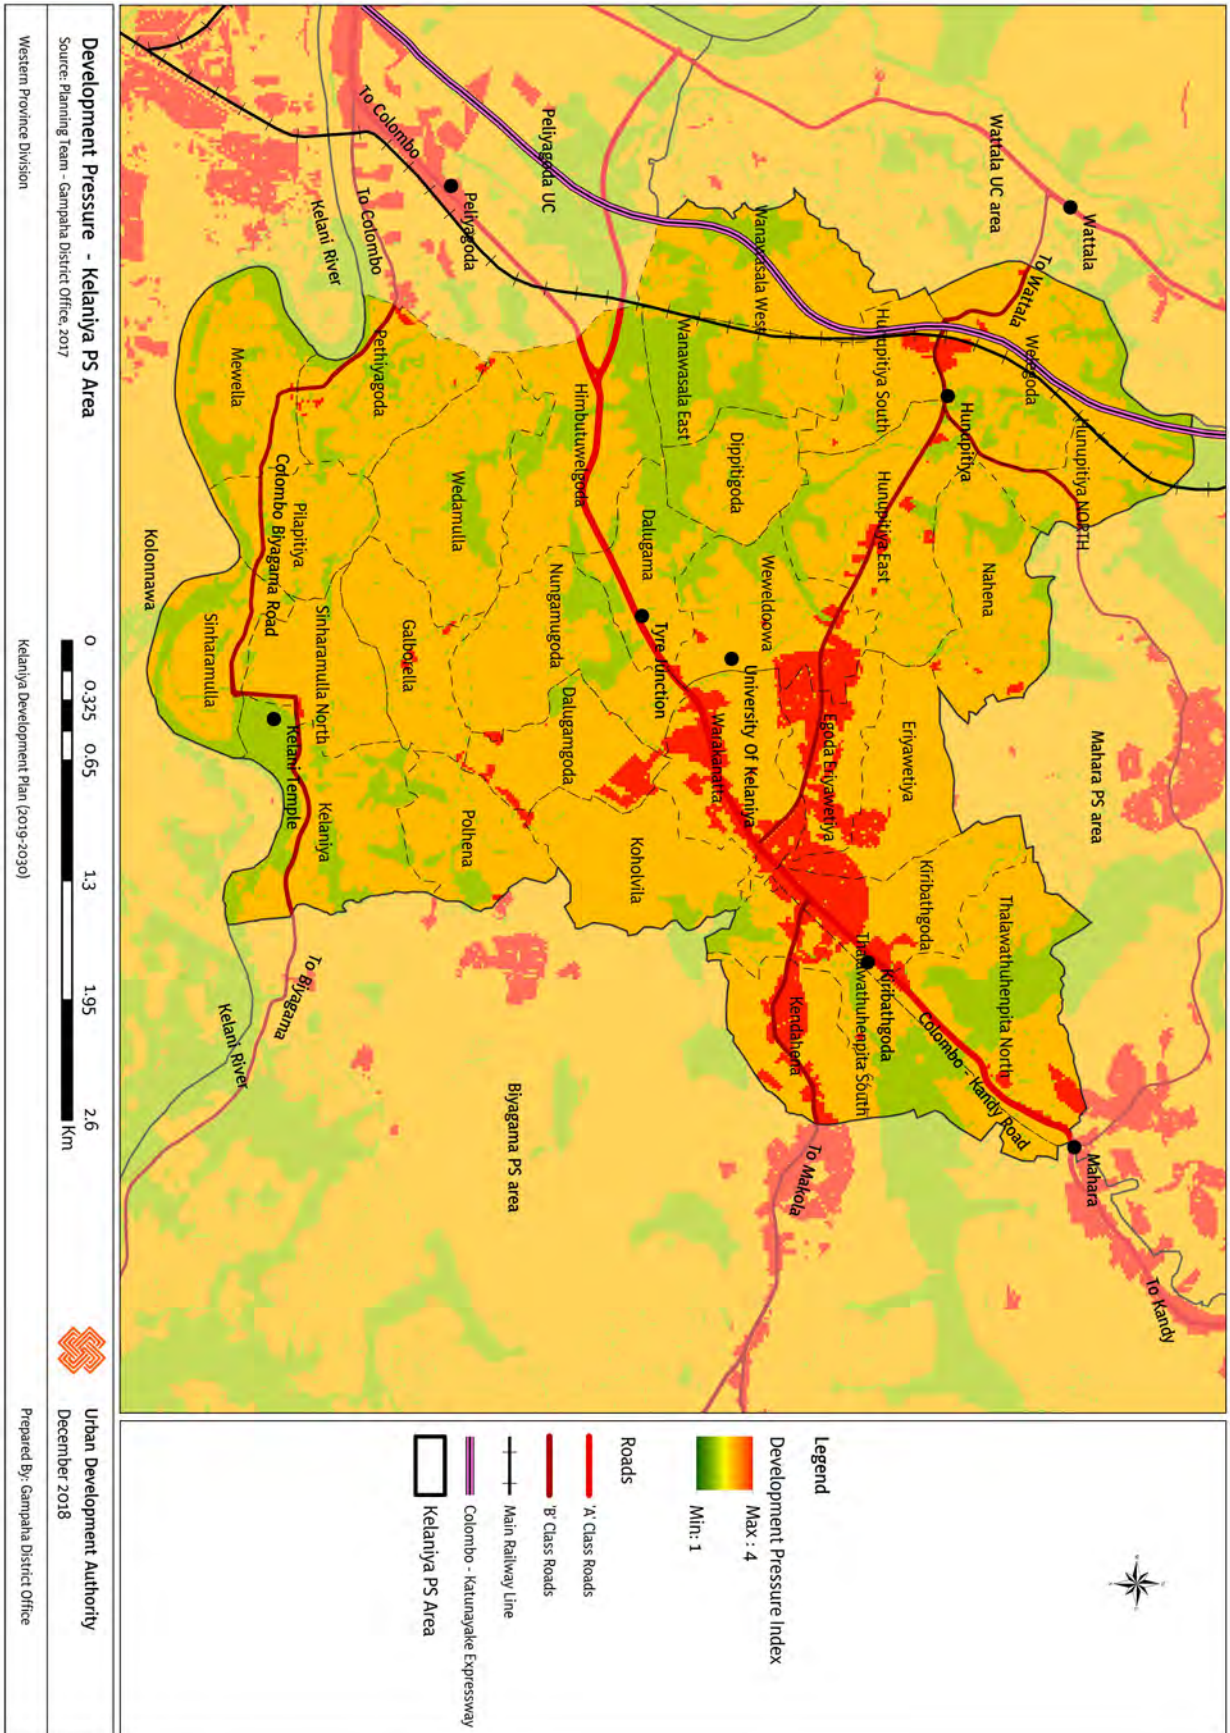 Wattala
Wattala UC area
To Wattala
Wetegoda
Hunupitiya NORTH
Hunupitiya
Nahena
Mahara PS area
Mahara
To Kandy
Peliyagoda UC
Wanawasala West
Hunupitiya South
Hunupitiya East
Eriyawetiya
Kiribathgoda
Thalawathuhenpita North
Colombo - Kandy Road
Kiribathgoda
Thalawathuhenpita South
Kendahena
To Makola
Wanawasala East
Dippitigoda
Weweldoowa
Egoda Eriyawetiya
University Of Kelaniya
Warakanatta
Dalugama
Tyre Junction
Himbutuwelgoda
Nungamugoda
Dalugamgoda
Koholvila
To Colombo
Peliyagoda
To Colombo
Kelani River
Pethiyagoda
Wedamulla
Galborella
Polhena
Biyagama PS area
Mewella
Pilapitiya
Colombo Biyagama Road
Sinharamulla North
Sinharamulla
Kelani Temple
Kelaniya
To Biyagama
Kelani River
Kolonnawa
Legend
Development Pressure Index
Max : 4
Min: 1
Roads
'A' Class Roads
'B' Class Roads
Main Railway Line
Colombo - Katunayake Expressway
Kelaniya PS Area
0 0.325 0.65 1.3 1.95 2.6
Km
Development Pressure - Kelaniya PS Area
Source: Planning Team - Gampaha District Office, 2017
Urban Development Authority
December 2018
Western Province Division
Kelaniya Development Plan (2019-2030)
Prepared By: Gampaha District Office